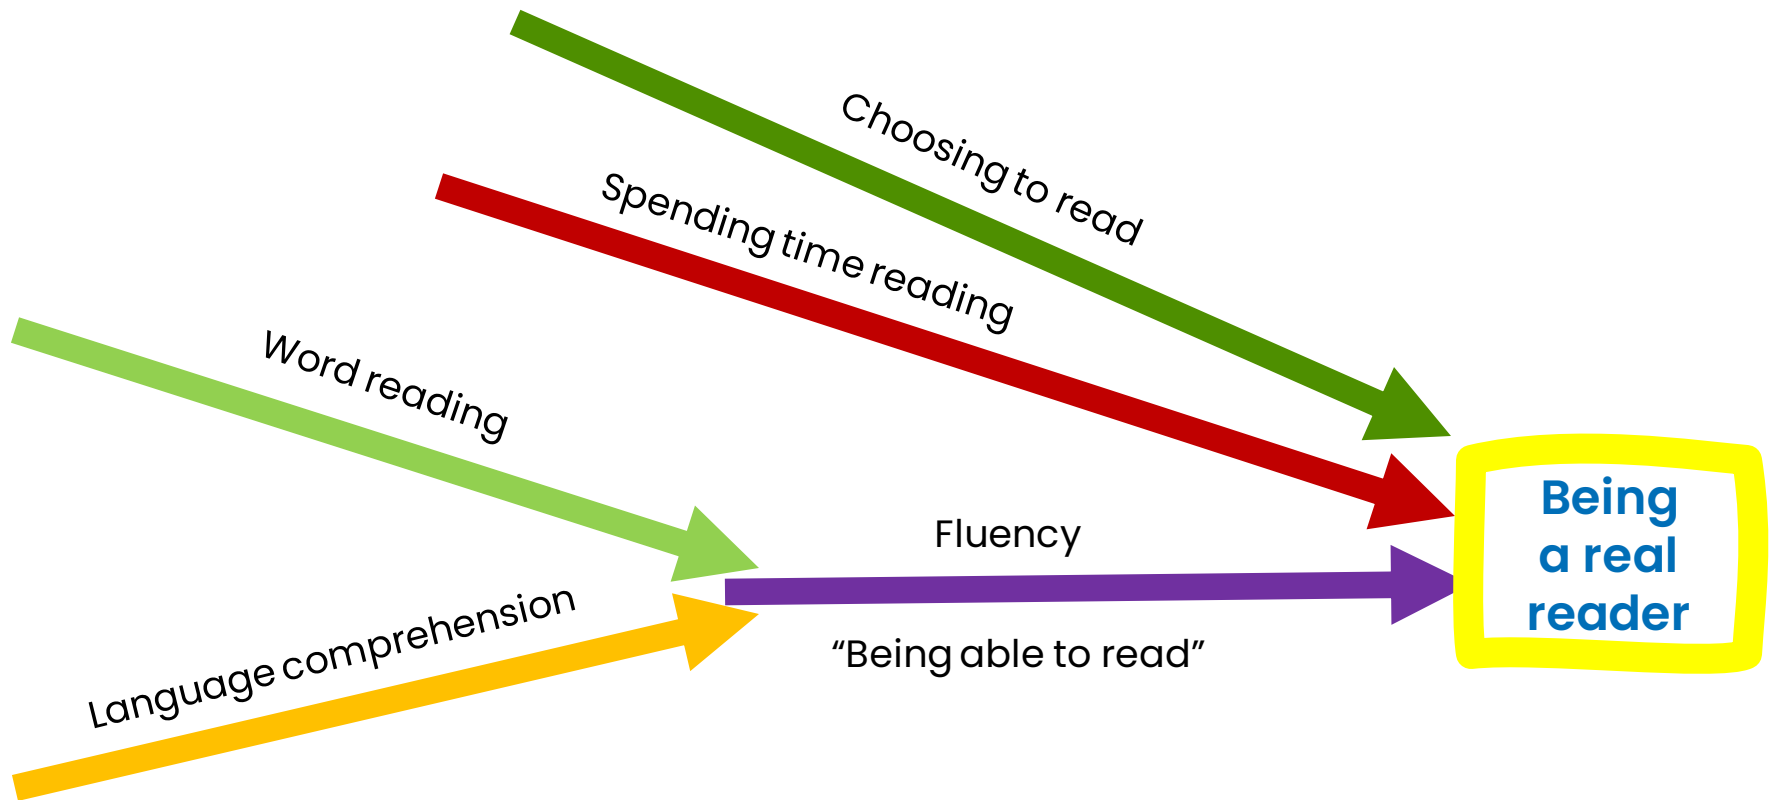 Choosing to read
Spending time reading
Word reading
Language comprehension
Fluency
“Being able to read”
Being
a real
reader